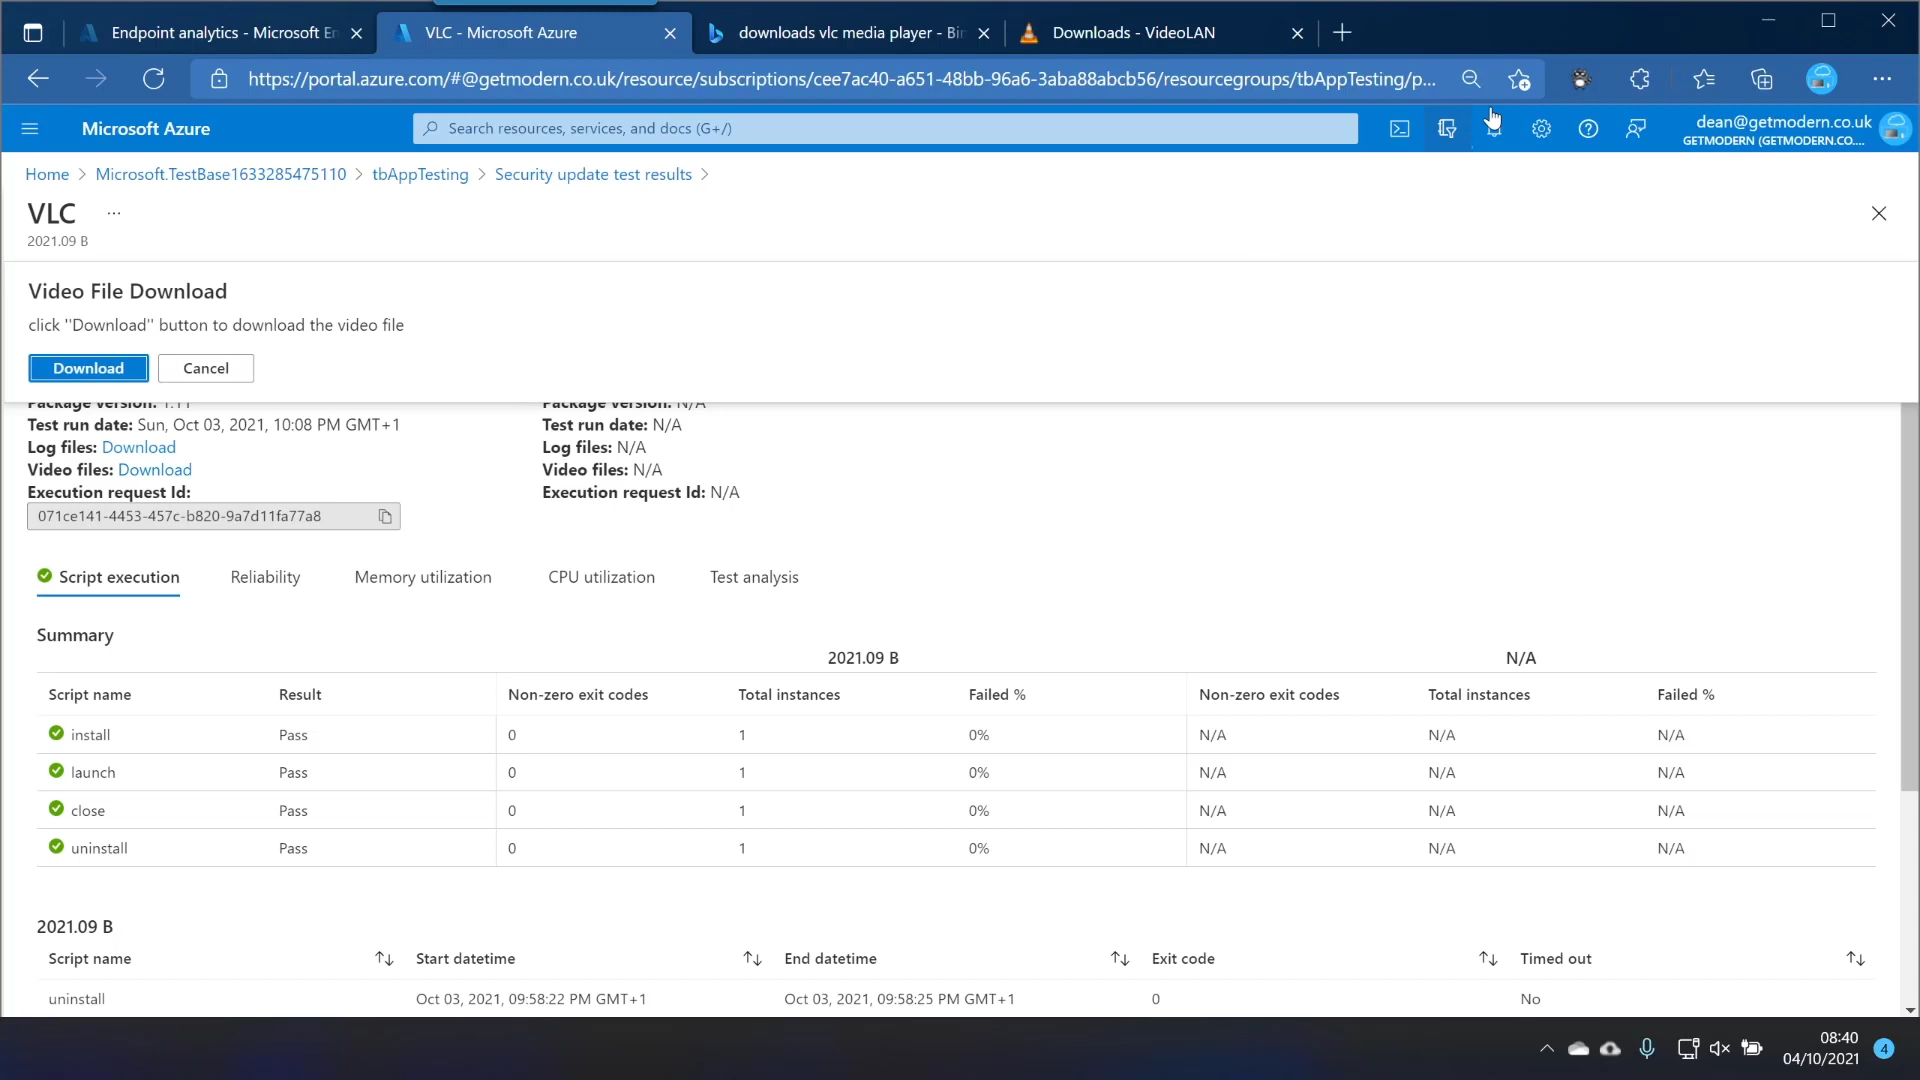 Endpoint analytics - Microsoft En
VLC - Microsoft Azure
downloads vlc media player - Bin
Downloads - VideoLAN
https://portal.azure.com/#@getmodern.co.uk/resource/subscriptions/cee7ac40-a651-48bb-96a6-3aba88abcb56/resourcegroups/tbAppTesting/p...
Microsoft Azure
Search resources, services, and docs (G+/)
dean@getmodern.co.uk
GETMODERN (GETMODERN.CO....
Home > Microsoft.TestBase1633285475110 > tbAppTesting > Security update test results >
VLC ...
2021.09 B
Video File Download
click "Download" button to download the video file
Download Cancel
Package version: 1.11 Package version: N/A
Test run date: Sun, Oct 03, 2021, 10:08 PM GMT+1 Test run date: N/A
Log files: Download Log files: N/A
Video files: Download Video files: N/A
Execution request Id: Execution request Id: N/A
071ce141-4453-457c-b820-9a7d11fa77a8
Script execution Reliability Memory utilization CPU utilization Test analysis
Summary
2021.09 B N/A
Script name Result Non-zero exit codes Total instances Failed % Non-zero exit codes Total instances Failed %
install Pass 0 1 0% N/A N/A N/A
launch Pass 0 1 0% N/A N/A N/A
close Pass 0 1 0% N/A N/A N/A
uninstall Pass 0 1 0% N/A N/A N/A
2021.09 B
Script name Start datetime End datetime Exit code Timed out
uninstall Oct 03, 2021, 09:58:22 PM GMT+1 Oct 03, 2021, 09:58:25 PM GMT+1 0 No
08:40
04/10/2021
4